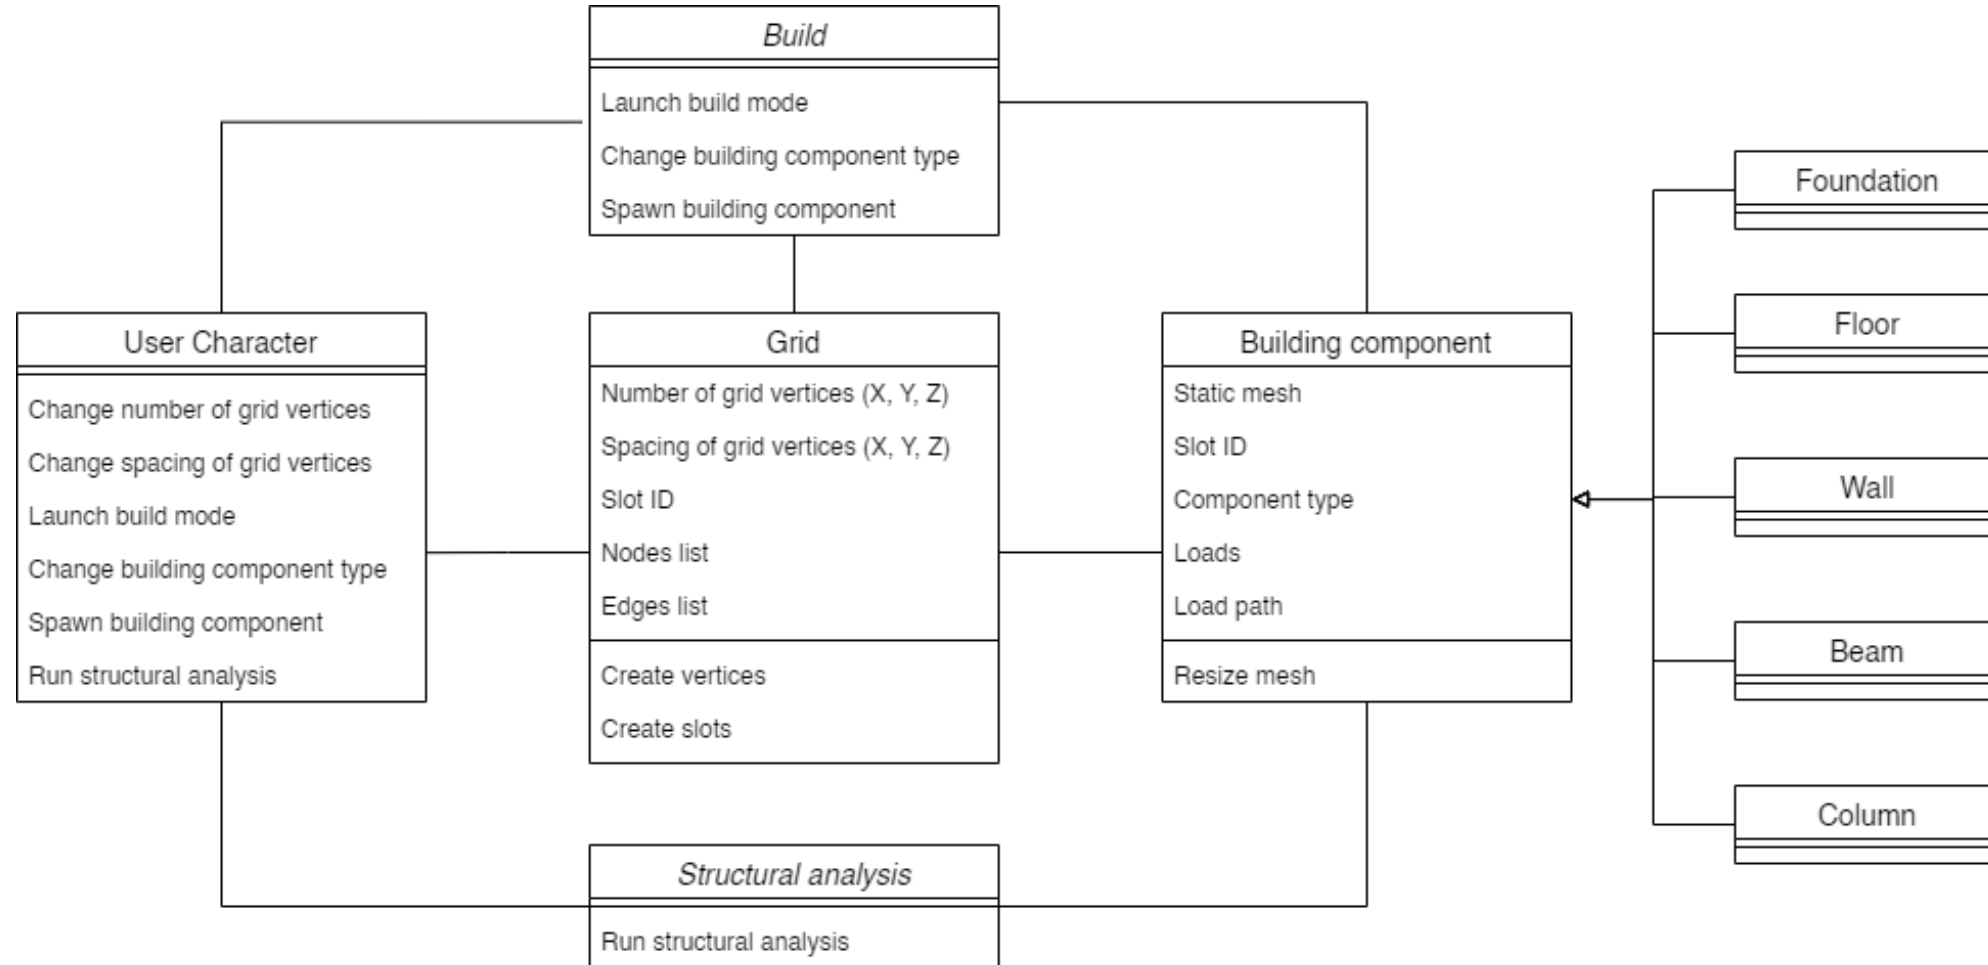 Build
Launch build mode
Change building component type
Spawn building component
User Character
Change number of grid vertices
Change spacing of grid vertices
Launch build mode
Change building component type
Spawn building component
Run structural analysis
Grid
Number of grid vertices (X, Y, Z)
Spacing of grid vertices (X, Y, Z)
Slot ID
Nodes list
Edges list
Create vertices
Create slots
Building component
Static mesh
Slot ID
Component type
Loads
Load path
Resize mesh
Foundation
Floor
Wall
Beam
Column
Structural analysis
Run structural analysis